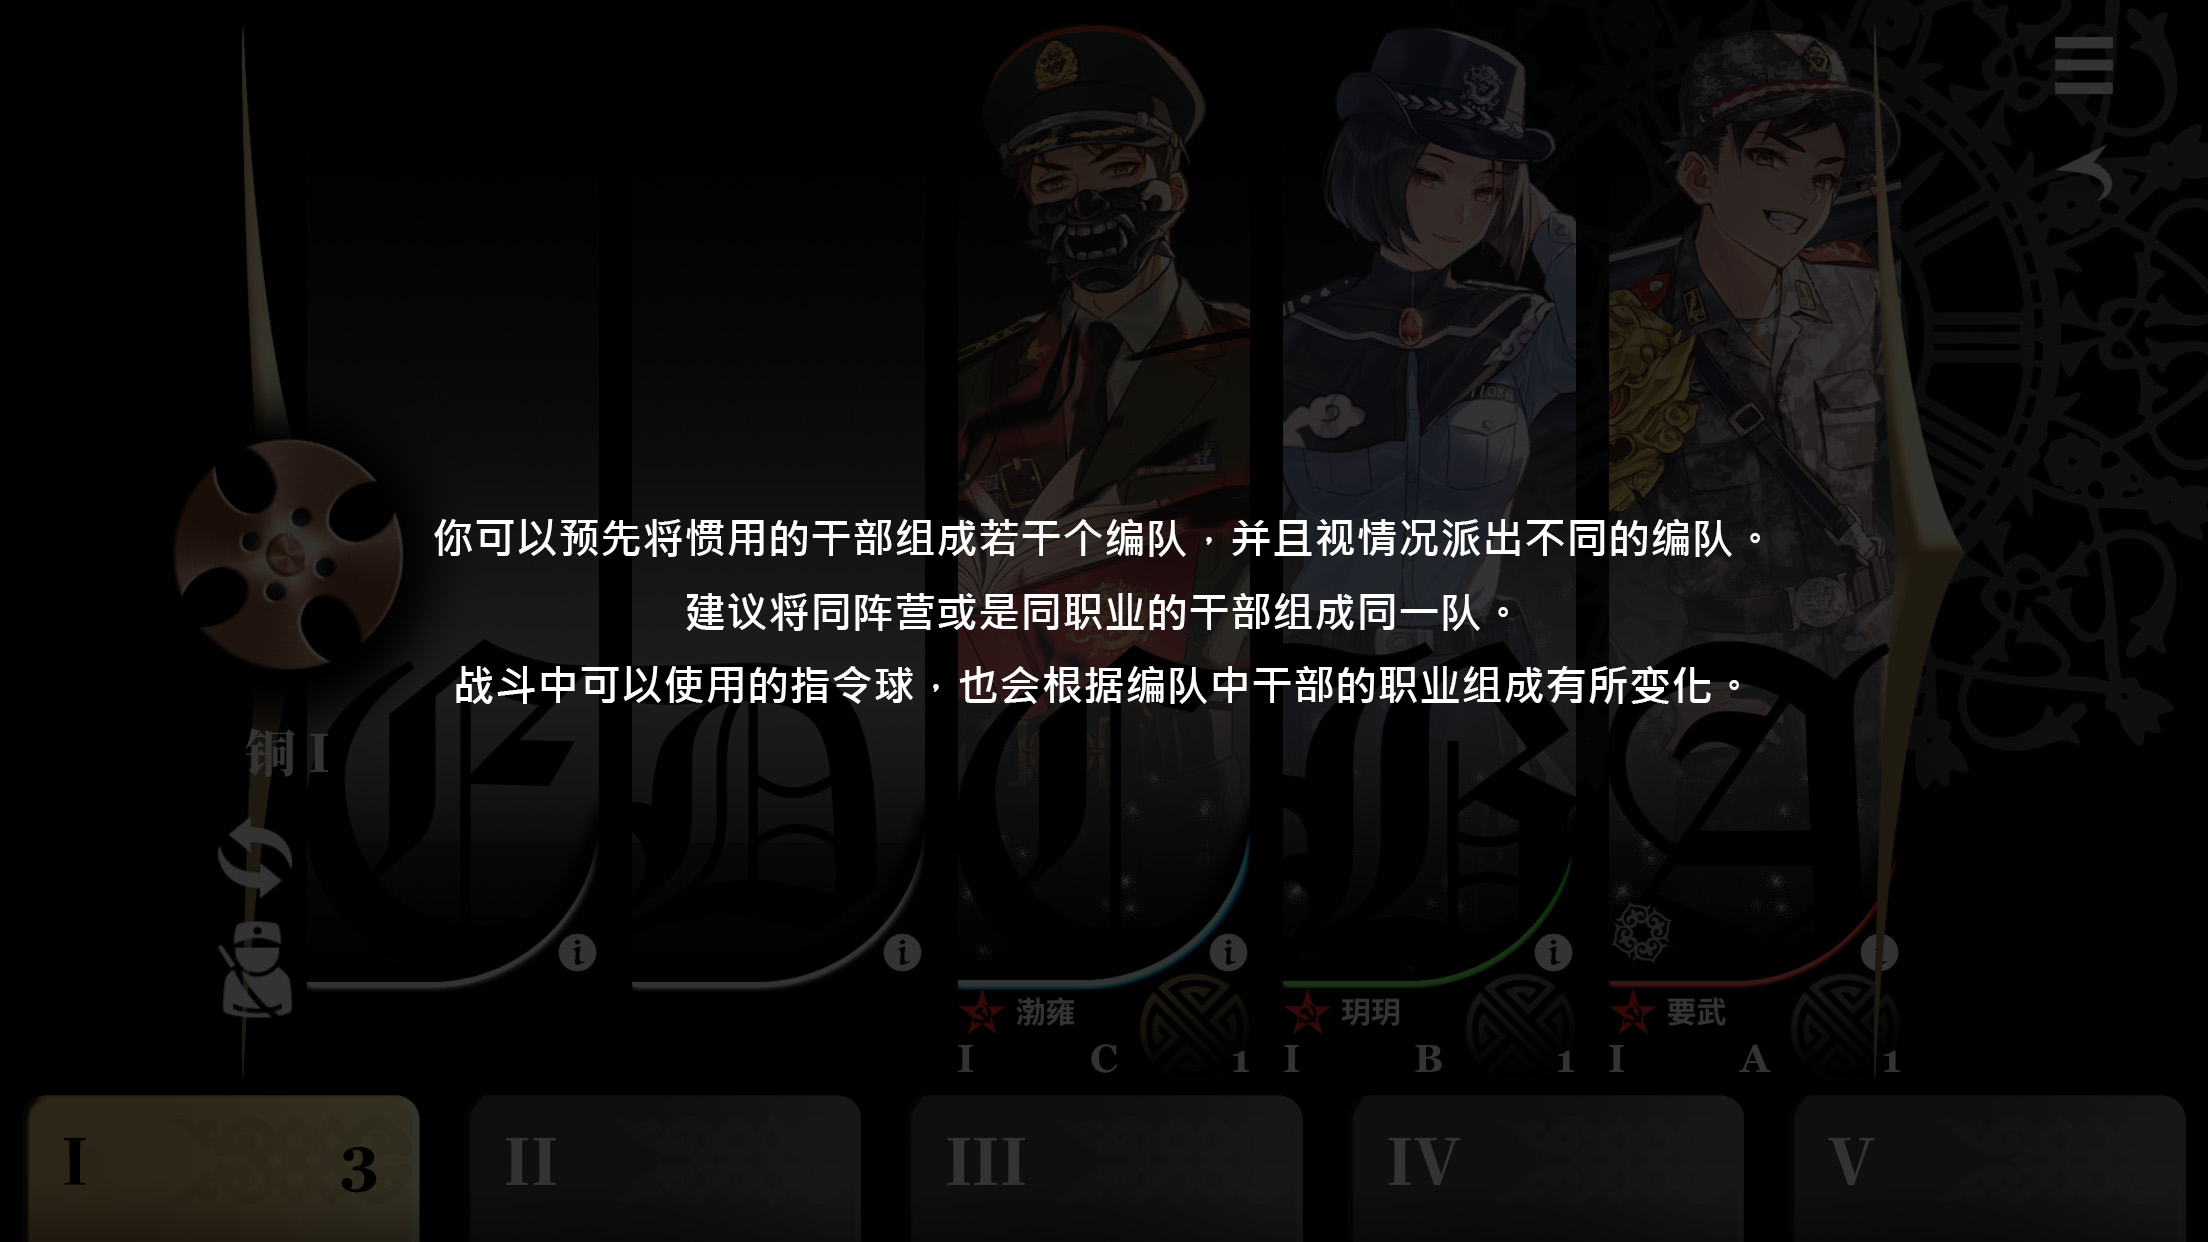 你可以预先将惯用的干部组成若干个编队，并且视情况派出不同的编队。
建议将同阵营或是同职业的干部组成同一队。
战斗中可以使用的指令球，也会根据编队中干部的职业组成有所变化。
铜 I
E D C B A
渤雍
I C 1
玥玥
I B 1
要武
I A 1
I 3
II
III
IV
V